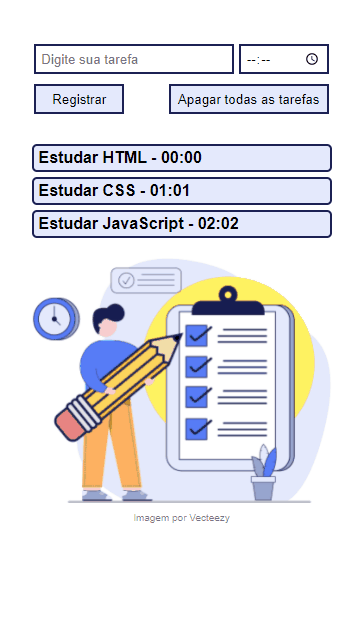 Digite sua tarefa
--:--
Registrar
Apagar todas as tarefas
Estudar HTML - 00:00
Estudar CSS - 01:01
Estudar JavaScript - 02:02
Imagem por Vecteezy